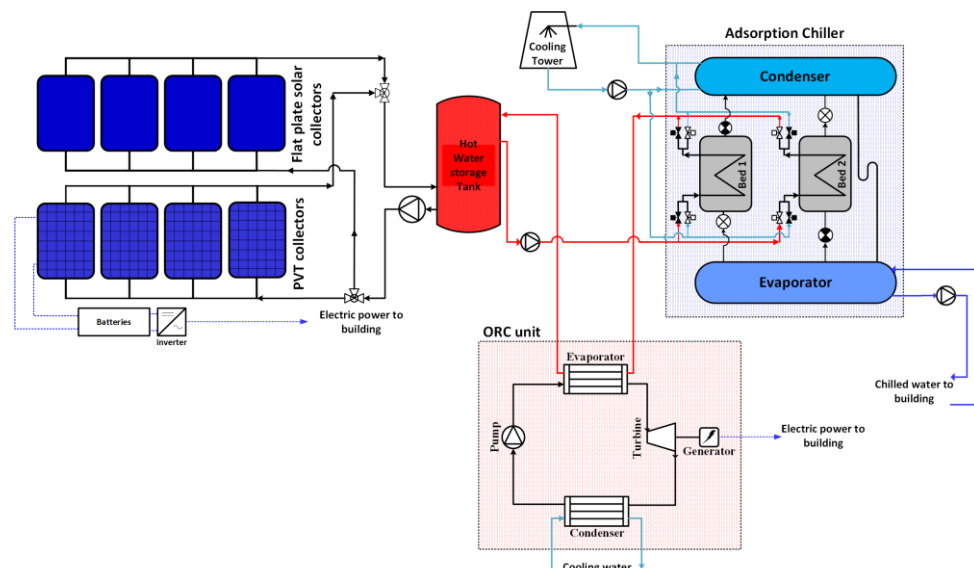 Adsorption Chiller
Cooling
Tower
Condenser
Flat plate solar
collectors
Hot
Water
storage
Tank
Bed 1
Bed 2
PVT collectors
Evaporator
Batteries
inverter
Electric power to
building
ORC unit
Evaporator
Chilled water to
building
Pump
Turbine
Generator
Electric power to
building
Condenser
Cooling water